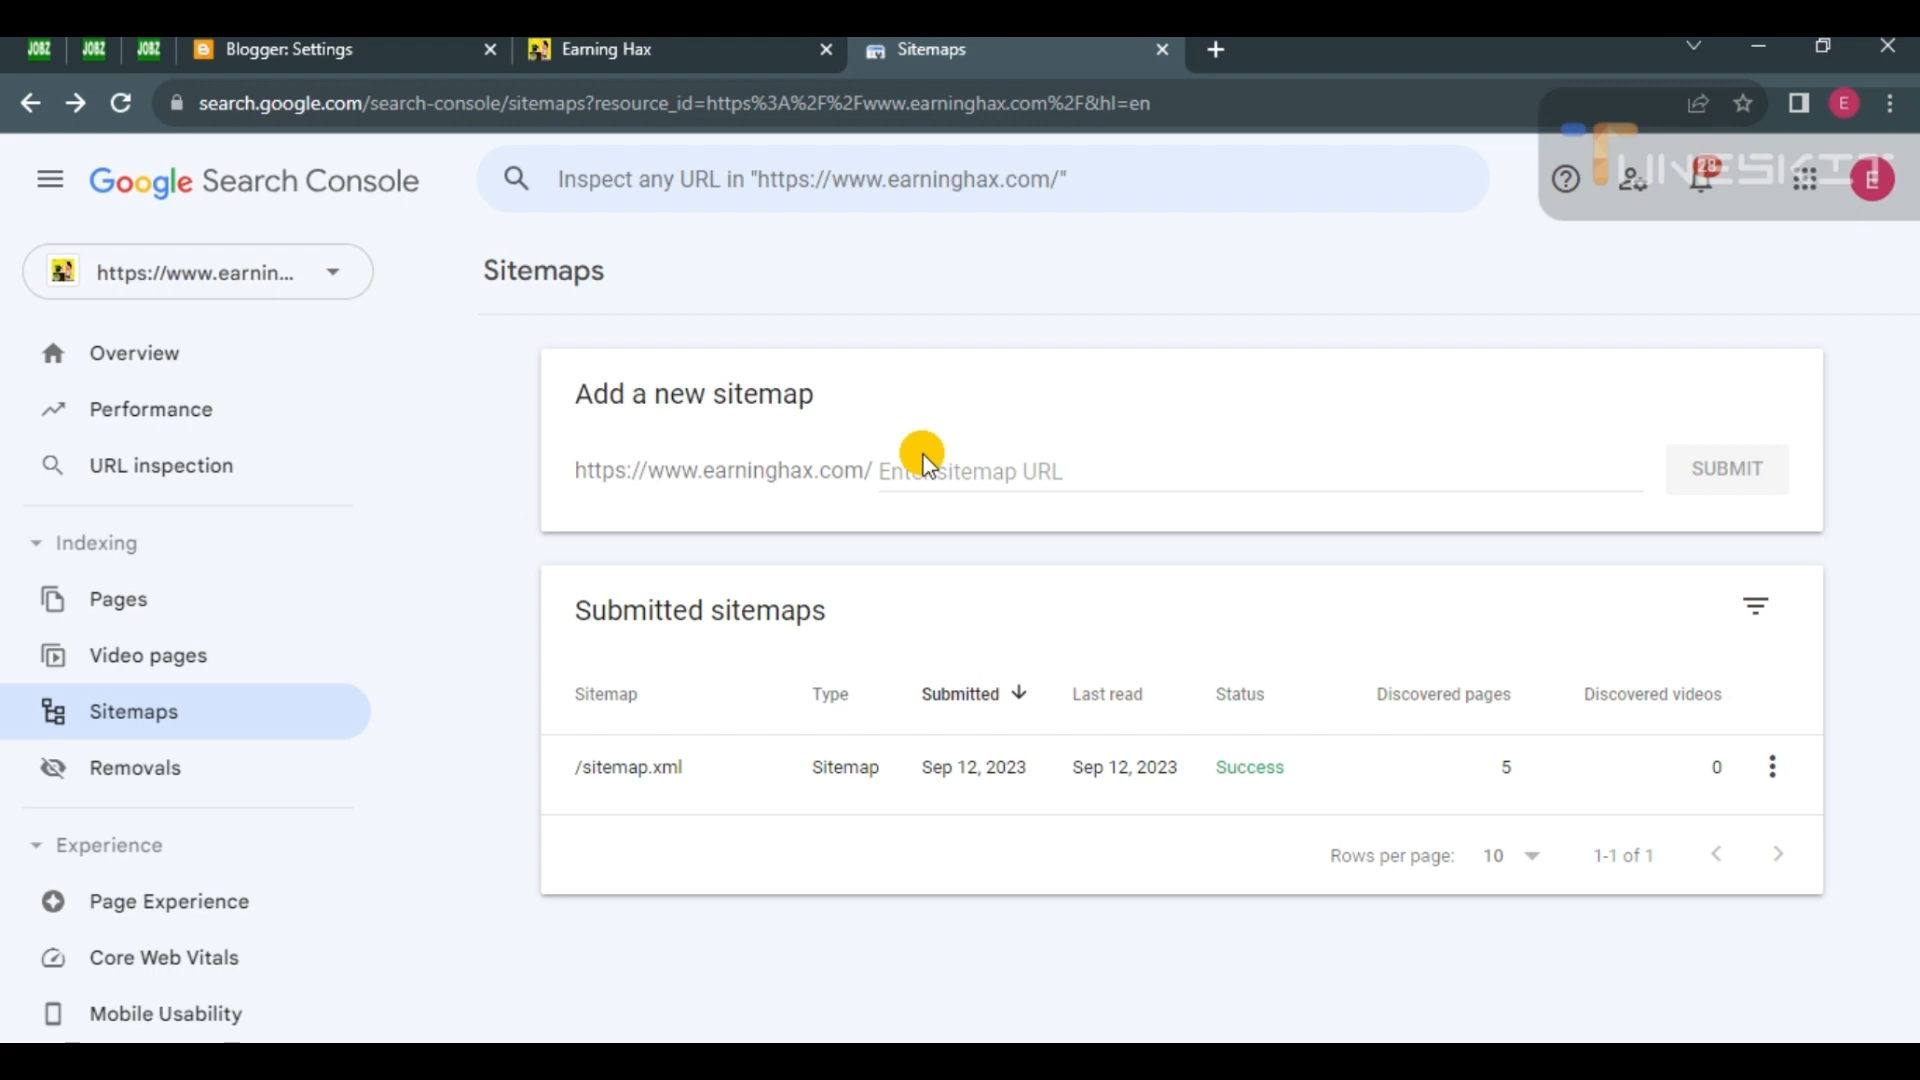 JOBZ JOBZ JOBZ Blogger: Settings Earning Hax Sitemaps
search.google.com/search-console/sitemaps?resource_id=https%3A%2F%2Fwww.earninghax.com%2F&hl=en E
Google Search Console Inspect any URL in "https://www.earninghax.com/" 28 E
https://www.earnin...
Sitemaps
Overview
Performance
URL inspection
Indexing
Pages
Video pages
Sitemaps
Removals
Experience
Page Experience
Core Web Vitals
Mobile Usability
Add a new sitemap
https://www.earninghax.com/ Enter sitemap URL SUBMIT
Submitted sitemaps
Sitemap Type Submitted Last read Status Discovered pages Discovered videos
/sitemap.xml Sitemap Sep 12, 2023 Sep 12, 2023 Success 5 0
Rows per page: 10 1-1 of 1